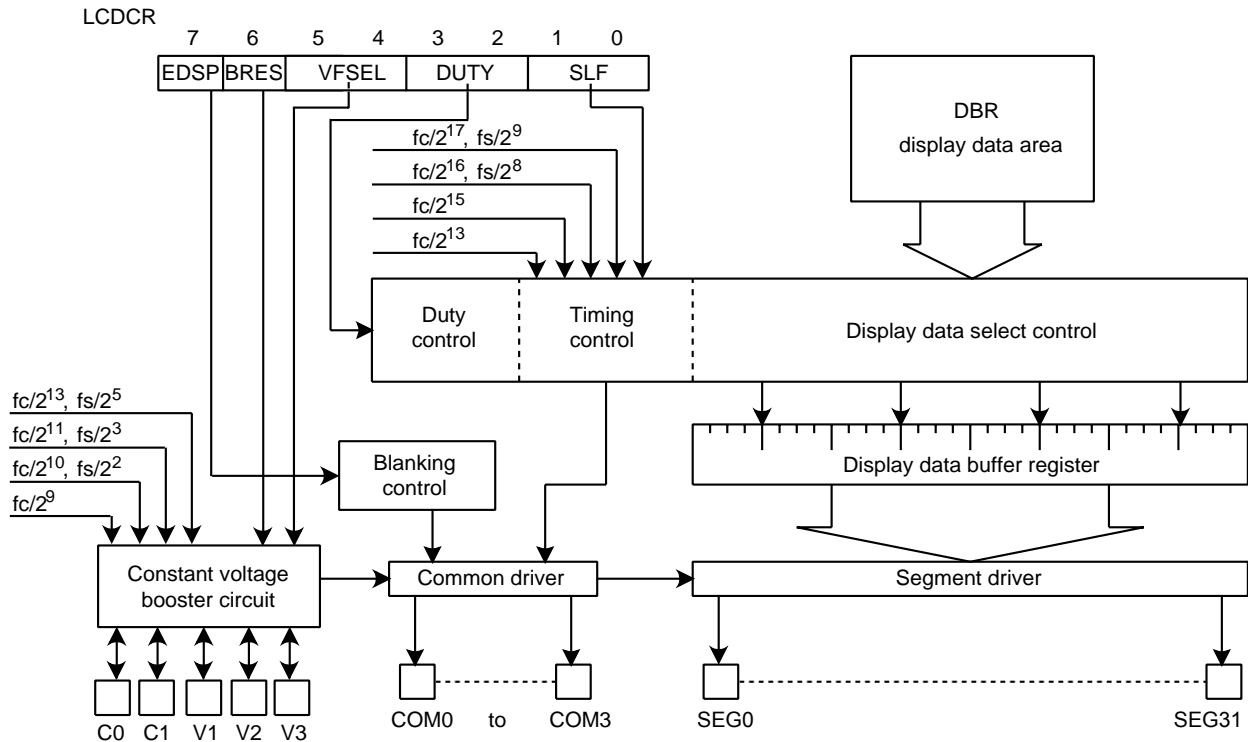 LCDCR
7 6 5 4 3 2 1 0
EDSP BRES VFSEL DUTY SLF
DBR
display data area
fc/2^17, fs/2^9
fc/2^16, fs/2^8
fc/2^15
fc/2^13
Duty
control
Timing
control
Display data select control
fc/2^13, fs/2^5
fc/2^11, fs/2^3
fc/2^10, fs/2^2
fc/2^9
Blanking
control
Display data buffer register
Constant voltage
booster circuit
Common driver
Segment driver
C0 C1 V1 V2 V3
COM0 to COM3
SEG0 SEG31